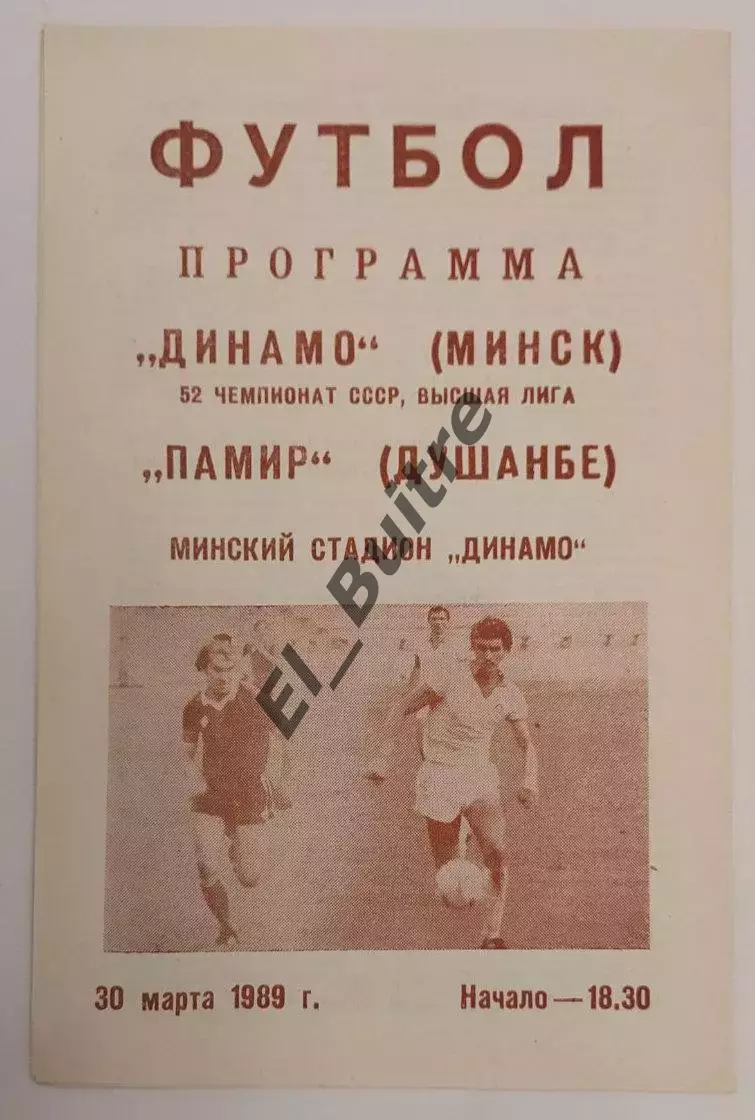 ФУТБОЛ
ПРОГРАММА
„ДИНАМО“ (МИНСК)
52 ЧЕМПИОНАТ СССР, ВЫСШАЯ ЛИГА
„ПАМИР“ (ДУШАНБЕ)
МИНСКИЙ СТАДИОН „ДИНАМО“
El_Buitre
30 марта 1989 г. Начало — 18.30